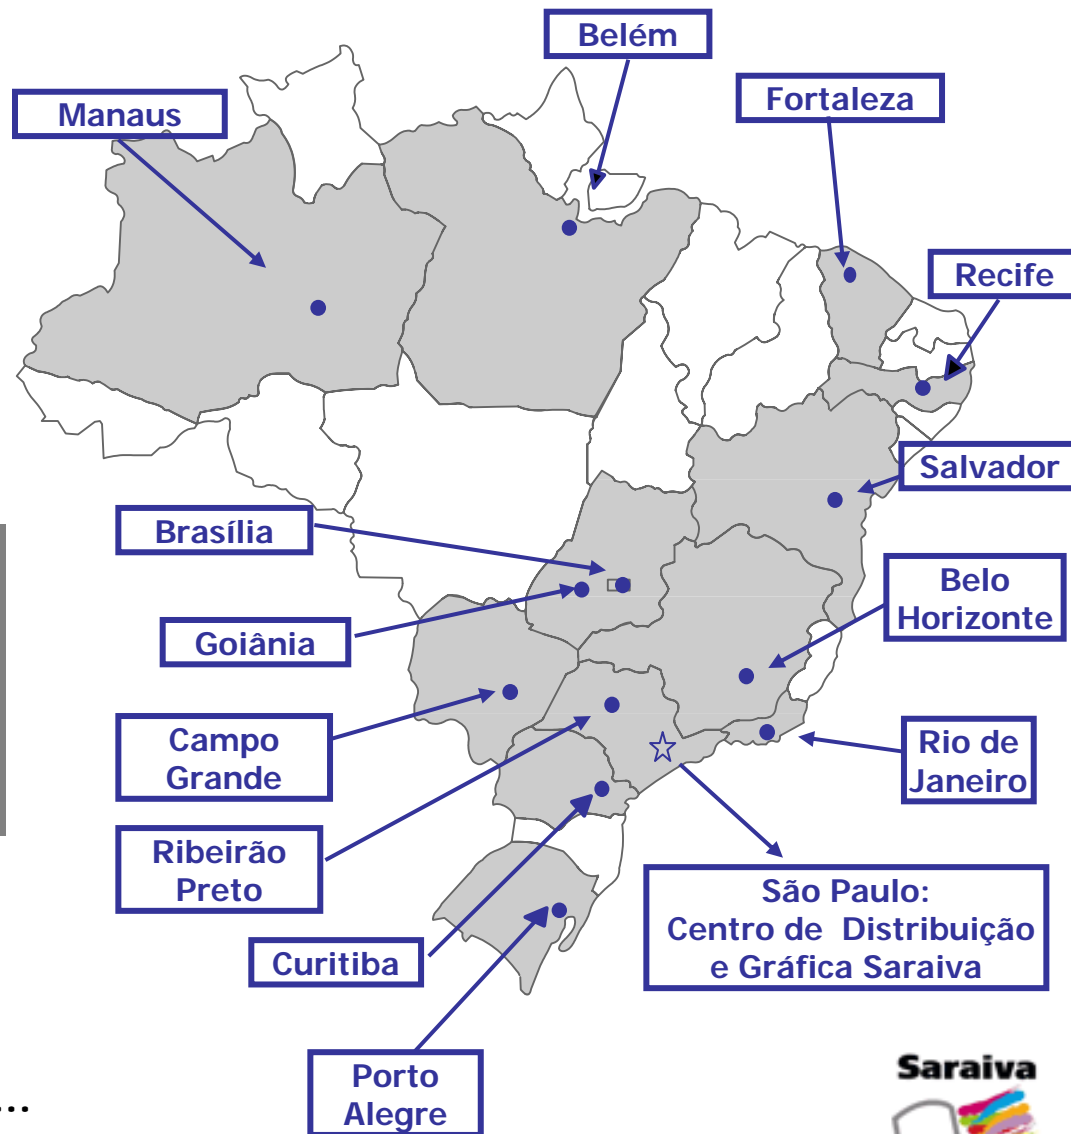 Belém
Manaus
Fortaleza
Recife
Salvador
Brasília
Belo
Horizonte
Goiânia
Campo
Grande
Rio de
Janeiro
Ribeirão
Preto
São Paulo:
Centro de Distribuição
e Gráfica Saraiva
Curitiba
Porto
Alegre
...
Saraiva